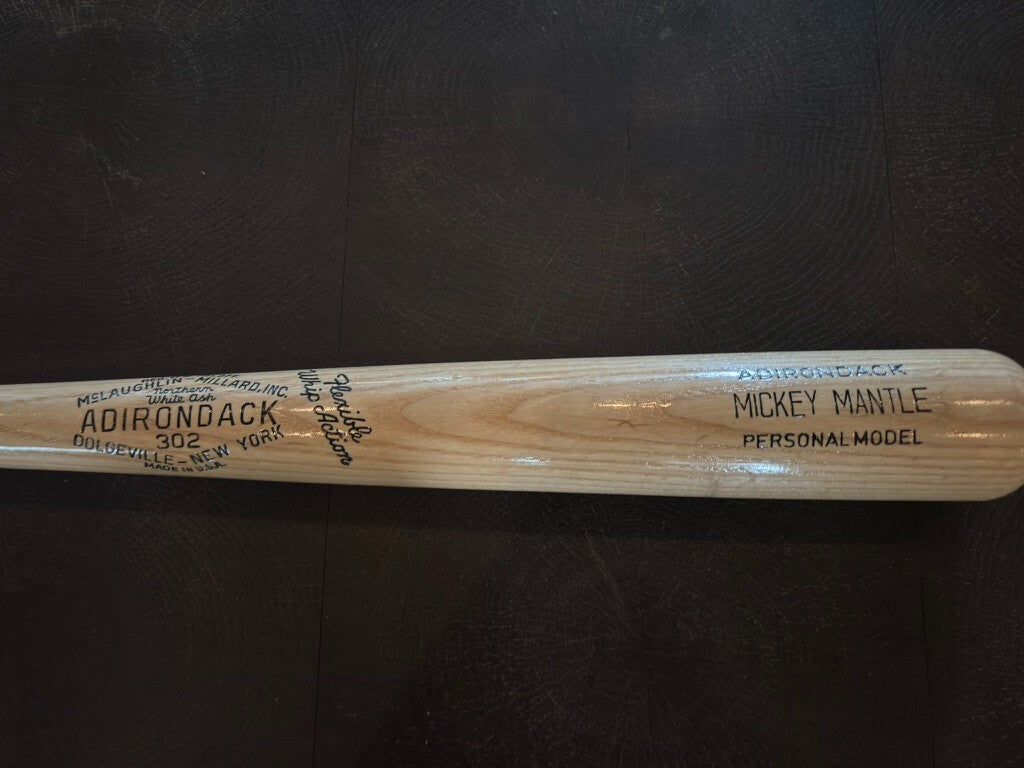 McLAUGHLIN-MILLARD, INC.
Northern
White Ash
ADIRONDACK
302
DOLGEVILLE - NEW YORK
MADE IN U.S.A.
Flexible
Whip Action
ADIRONDACK
MICKEY MANTLE
PERSONAL MODEL